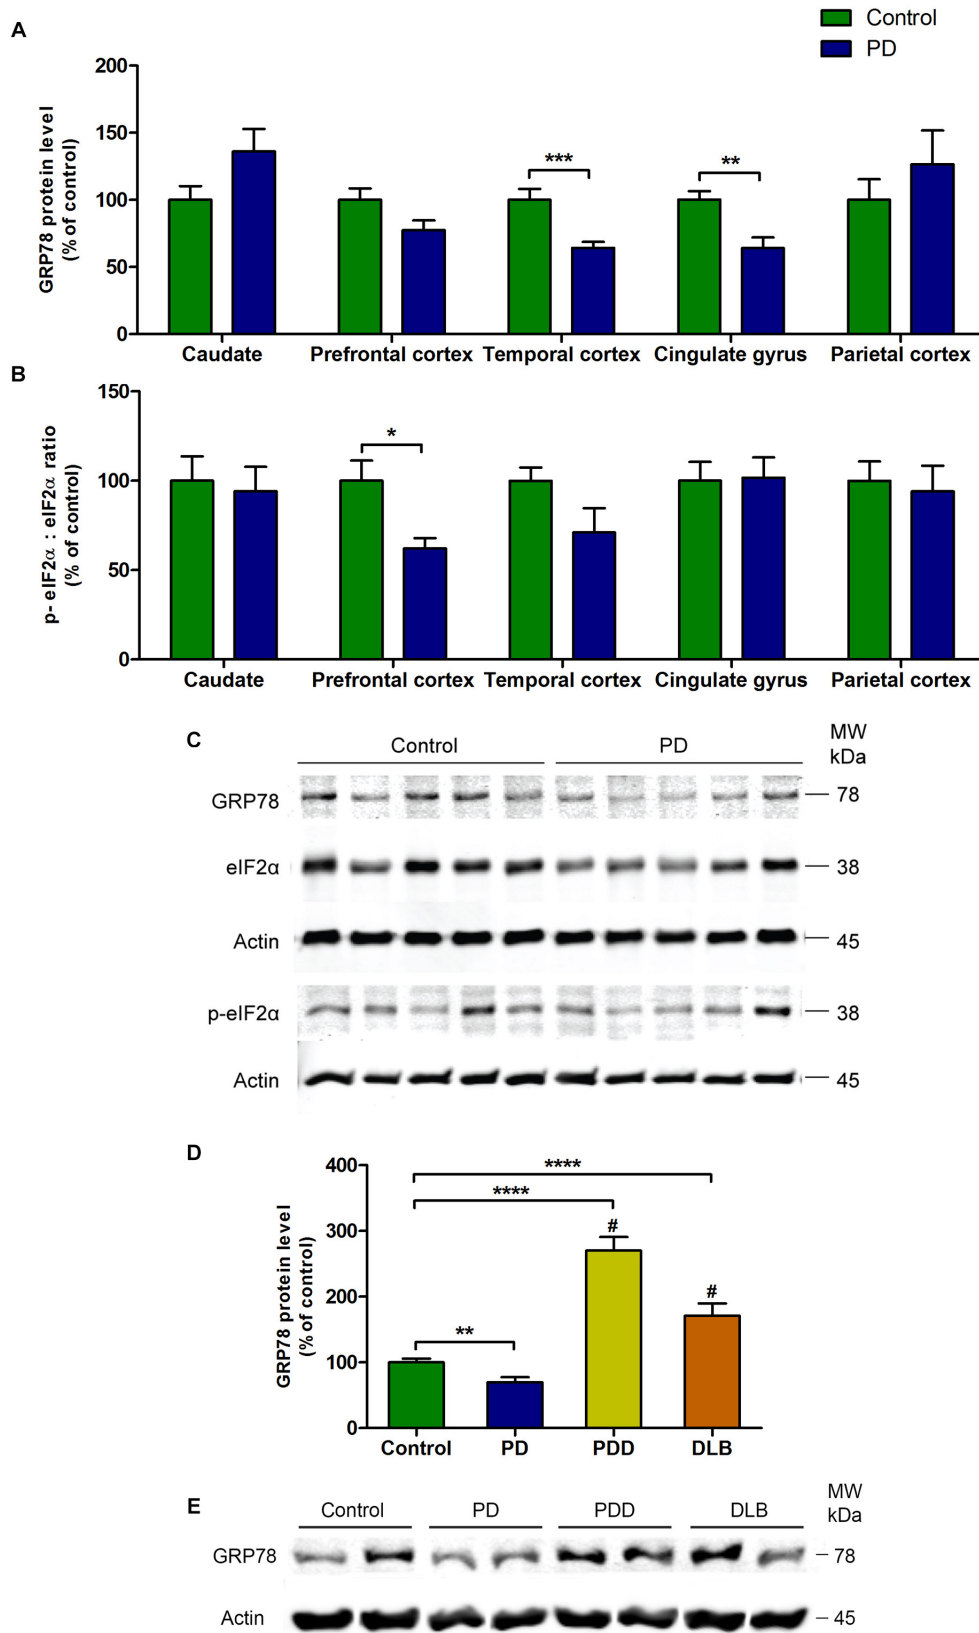 A
Control
PD
GRP78 protein level
(% of control)
200
150
100
50
0
***
**
Caudate
Prefrontal cortex
Temporal cortex
Cingulate gyrus
Parietal cortex
B
p- eIF2α : eIF2α ratio
(% of control)
150
100
50
0
*
Caudate
Prefrontal cortex
Temporal cortex
Cingulate gyrus
Parietal cortex
C
Control
PD
MW
kDa
GRP78
78
eIF2α
38
Actin
45
p-eIF2α
38
Actin
45
D
GRP78 protein level
(% of control)
400
300
200
100
0
****
****
**
#
#
Control
PD
PDD
DLB
E
Control
PD
PDD
DLB
MW
kDa
GRP78
78
Actin
45